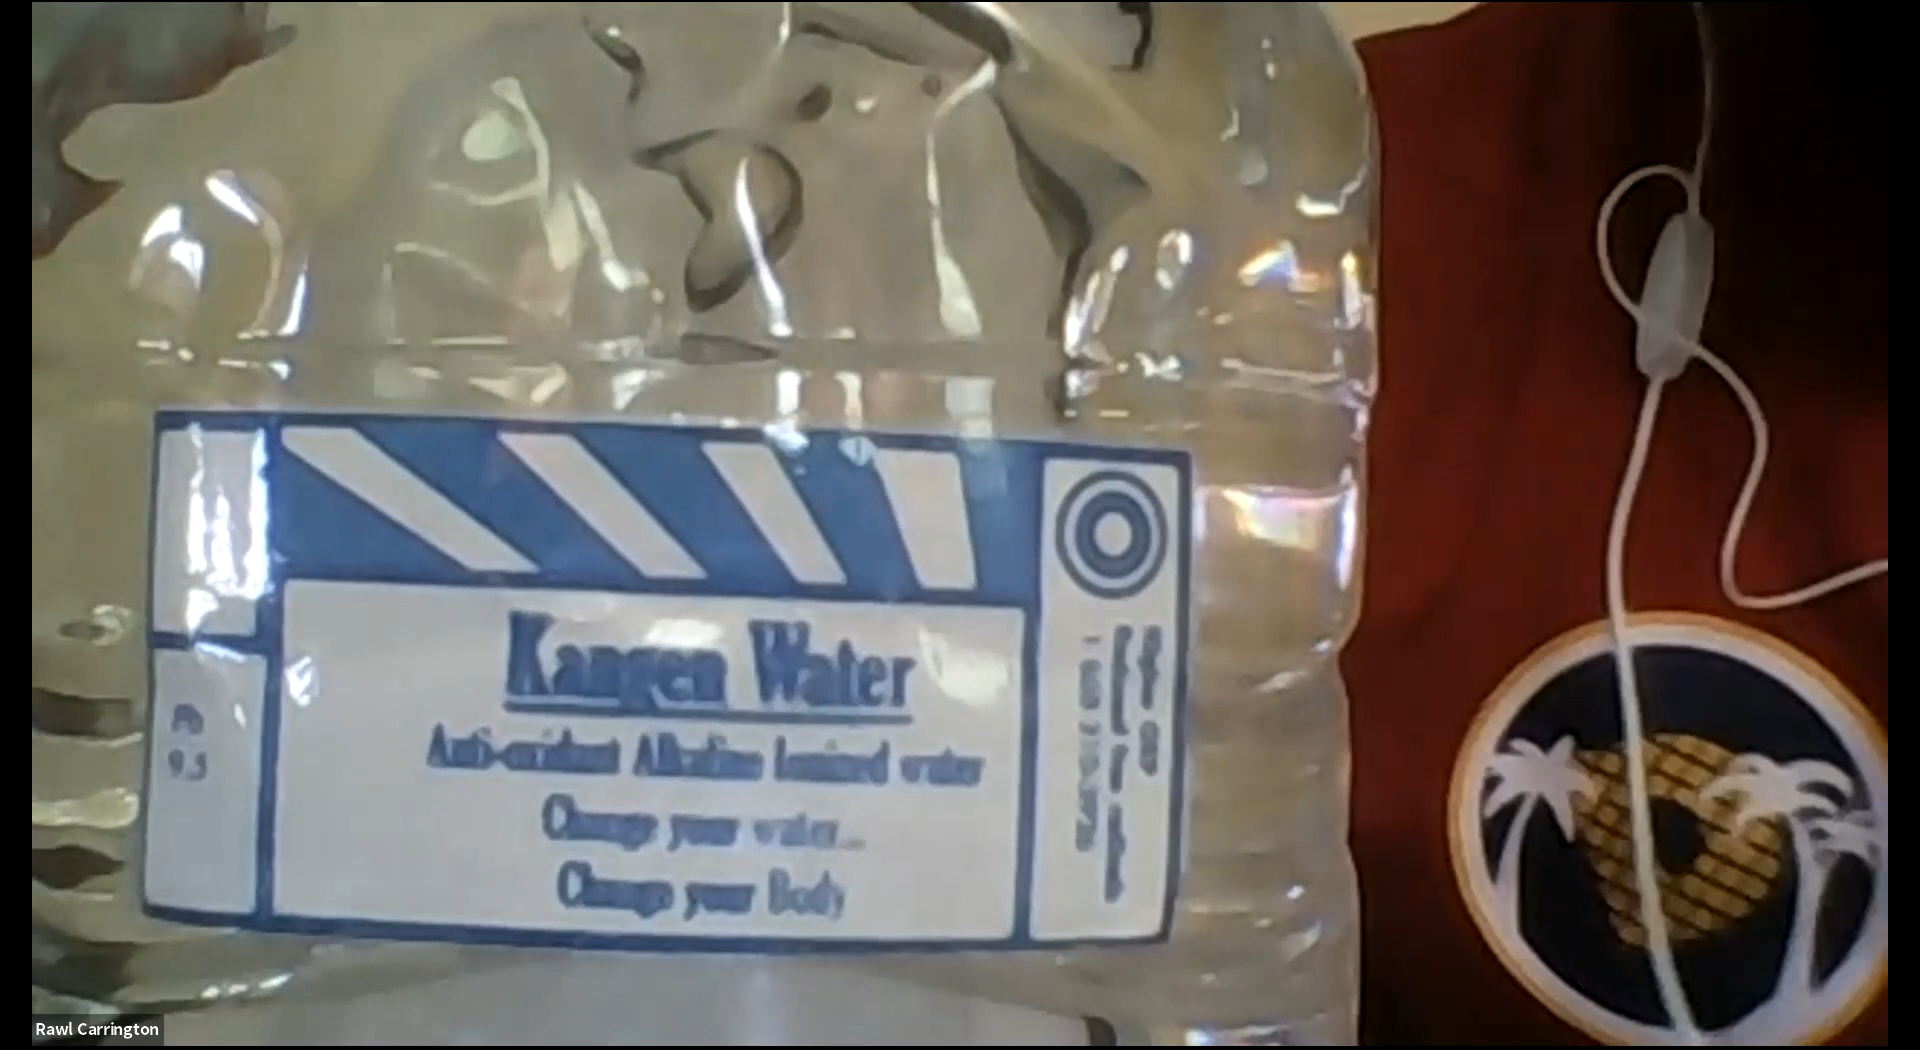 Kangen Water
Anti-oxidant Alkaline Ionized water
Change your water...
Change your Body
Ph
9.5
Rawl Carrington